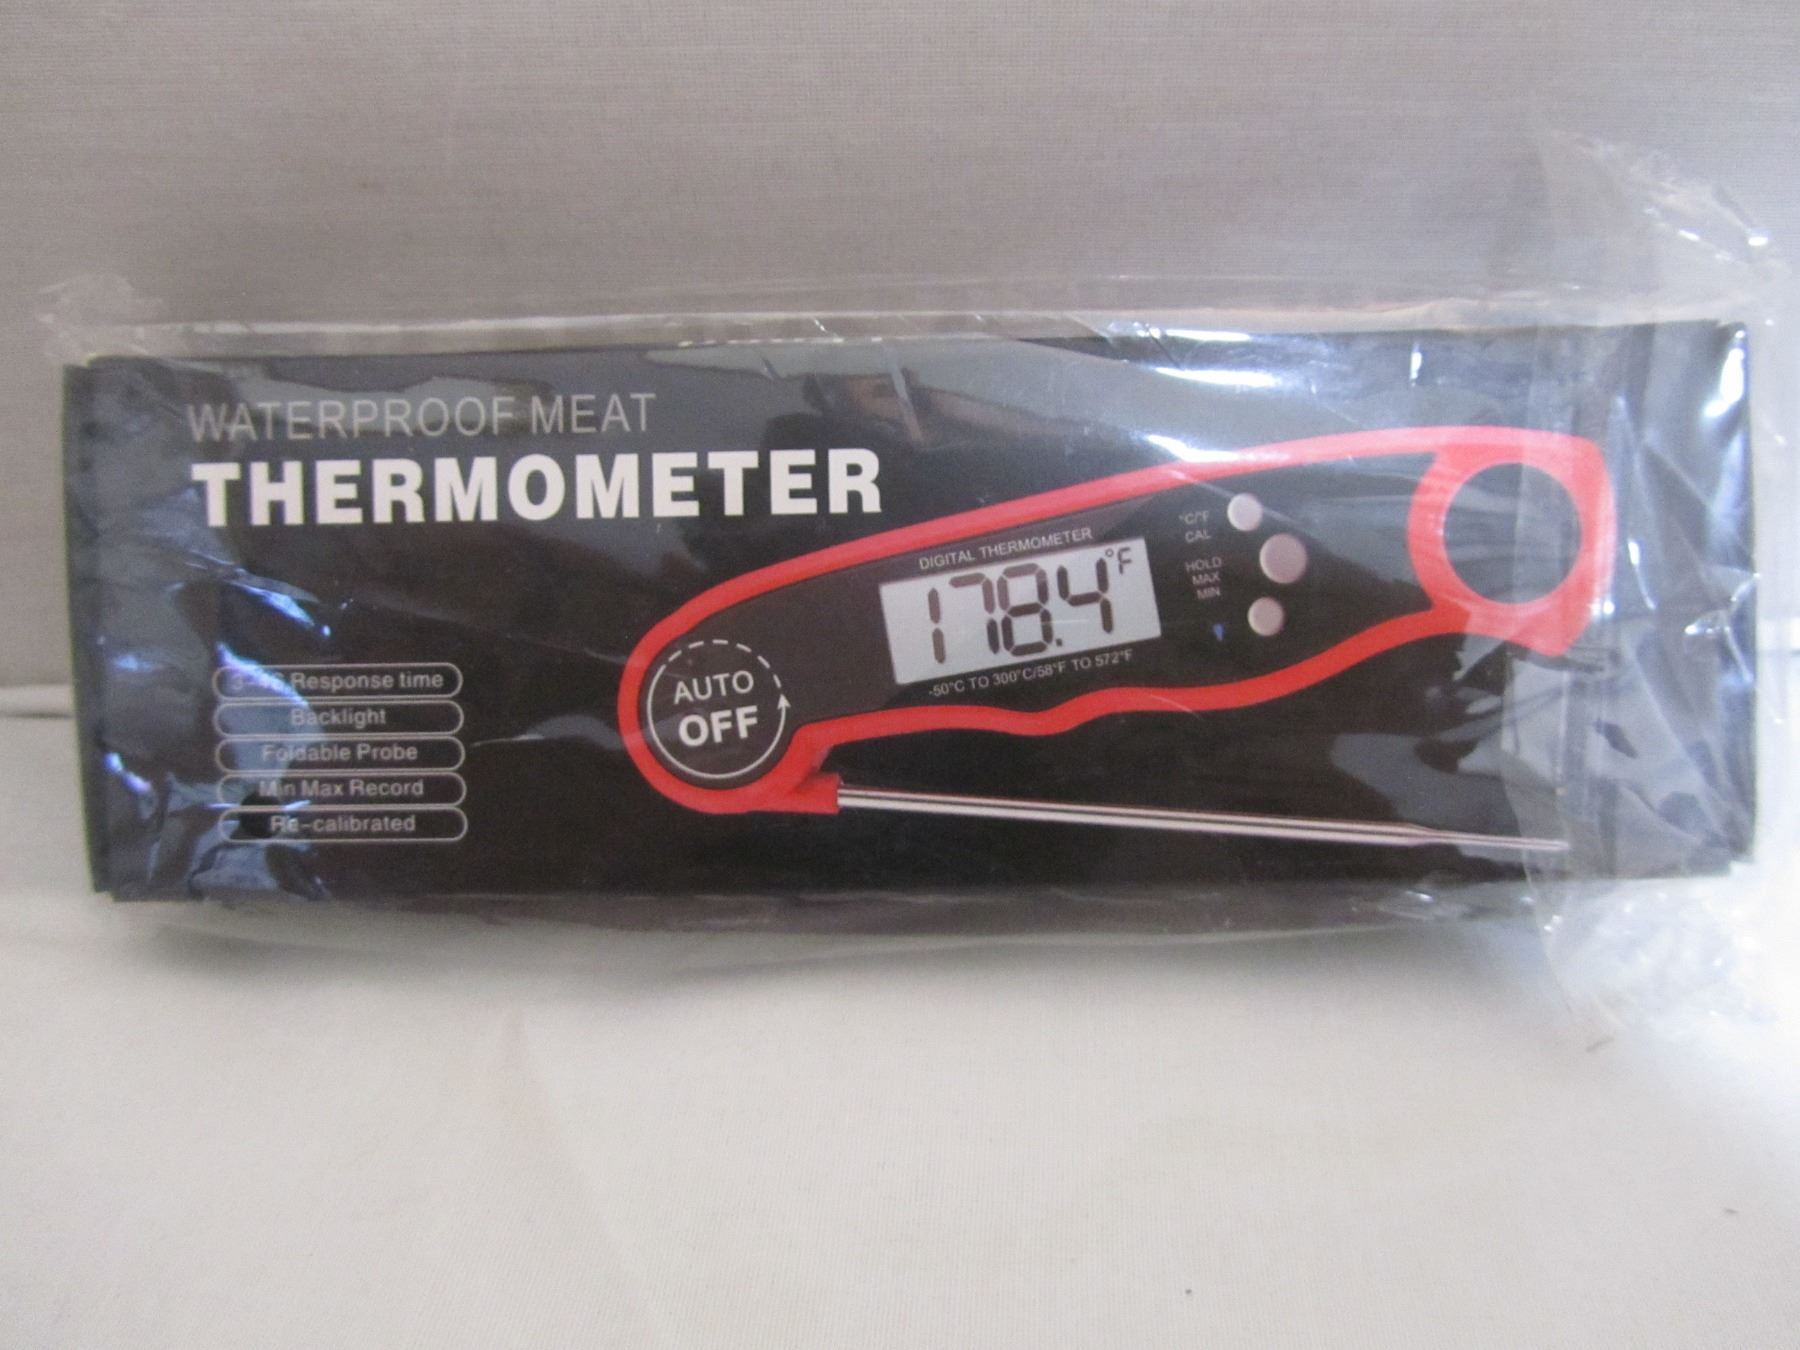 WATERPROOF MEAT
THERMOMETER
DIGITAL THERMOMETER
178.4°F
-50°C TO 300°C/58°F TO 572°F
°C/°F
CAL
HOLD
MAX
MIN
AUTO
OFF
Response time
Backlight
Foldable Probe
Min Max Record
Re-calibrated